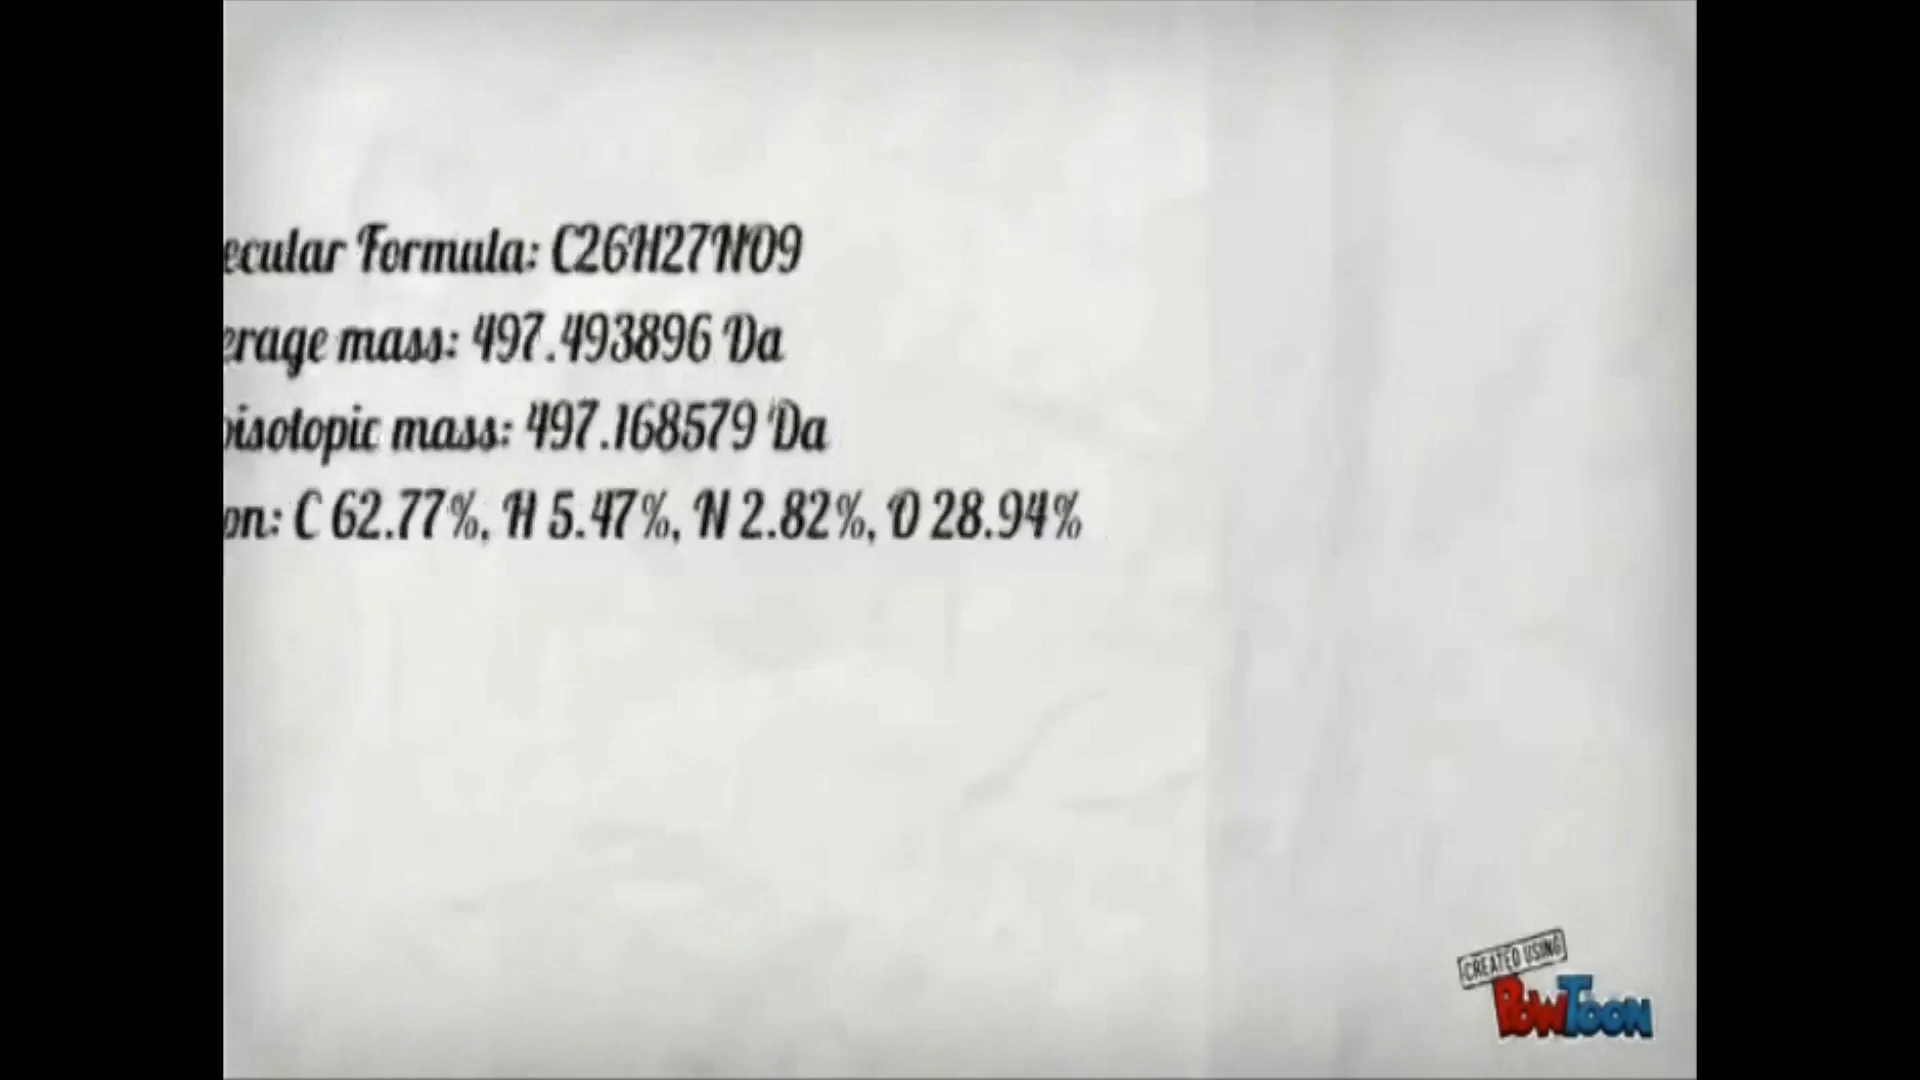 ecular Formula: C26H27NO9
erage mass: 497.493896 Da
oisotopic mass: 497.168579 Da
on: C 62.77%, H 5.47%, N 2.82%, O 28.94%
CREATED USING
POWTOON